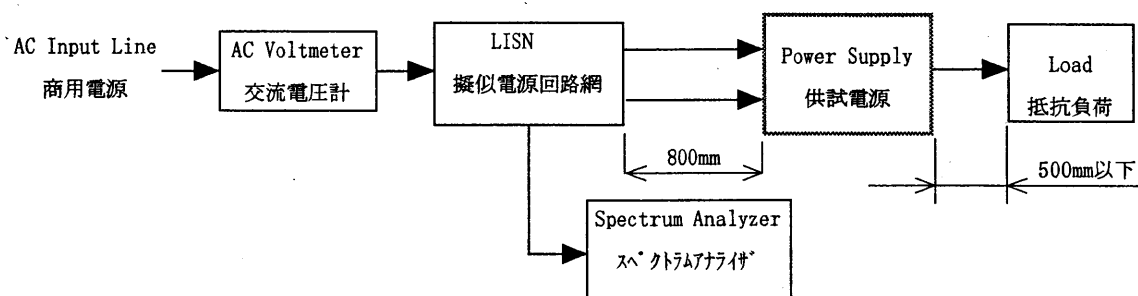 AC Input Line
商用電源
AC Voltmeter
交流電圧計
LISN
擬似電源回路網
Power Supply
供試電源
Load
抵抗負荷
800mm
500mm以下
Spectrum Analyzer
ｽﾍﾟｸﾄﾗﾑｱﾅﾗｲｻﾞ